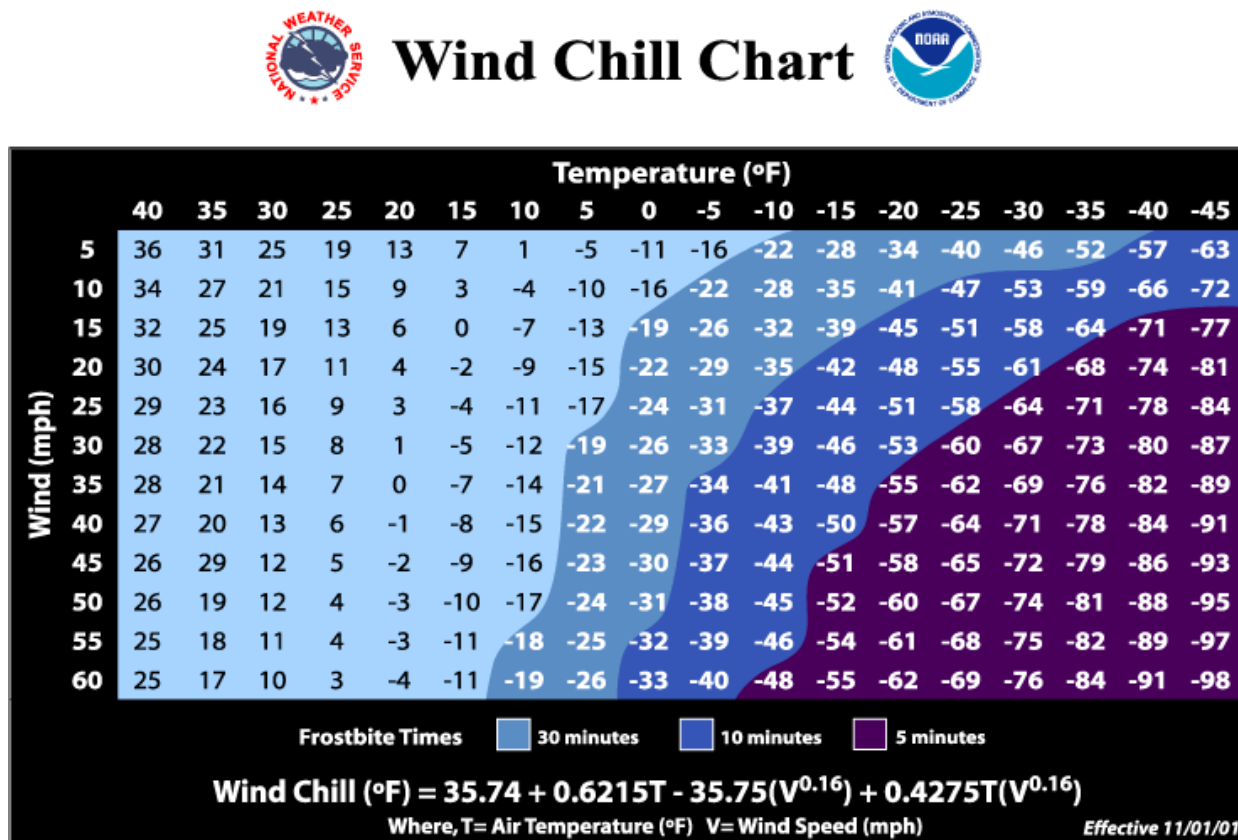 NATIONAL WEATHER SERVICE
Wind Chill Chart
NOAA
NATIONAL OCEANIC AND ATMOSPHERIC ADMINISTRATION
U.S. DEPARTMENT OF COMMERCE
Temperature (ºF)
40 35 30 25 20 15 10 5 0 -5 -10 -15 -20 -25 -30 -35 -40 -45
Wind (mph)
5 36 31 25 19 13 7 1 -5 -11 -16 -22 -28 -34 -40 -46 -52 -57 -63
10 34 27 21 15 9 3 -4 -10 -16 -22 -28 -35 -41 -47 -53 -59 -66 -72
15 32 25 19 13 6 0 -7 -13 -19 -26 -32 -39 -45 -51 -58 -64 -71 -77
20 30 24 17 11 4 -2 -9 -15 -22 -29 -35 -42 -48 -55 -61 -68 -74 -81
25 29 23 16 9 3 -4 -11 -17 -24 -31 -37 -44 -51 -58 -64 -71 -78 -84
30 28 22 15 8 1 -5 -12 -19 -26 -33 -39 -46 -53 -60 -67 -73 -80 -87
35 28 21 14 7 0 -7 -14 -21 -27 -34 -41 -48 -55 -62 -69 -76 -82 -89
40 27 20 13 6 -1 -8 -15 -22 -29 -36 -43 -50 -57 -64 -71 -78 -84 -91
45 26 29 12 5 -2 -9 -16 -23 -30 -37 -44 -51 -58 -65 -72 -79 -86 -93
50 26 19 12 4 -3 -10 -17 -24 -31 -38 -45 -52 -60 -67 -74 -81 -88 -95
55 25 18 11 4 -3 -11 -18 -25 -32 -39 -46 -54 -61 -68 -75 -82 -89 -97
60 25 17 10 3 -4 -11 -19 -26 -33 -40 -48 -55 -62 -69 -76 -84 -91 -98
Frostbite Times 30 minutes 10 minutes 5 minutes
Wind Chill (ºF) = 35.74 + 0.6215T - 35.75(V^0.16) + 0.4275T(V^0.16)
Where, T= Air Temperature (ºF) V= Wind Speed (mph) Effective 11/01/01